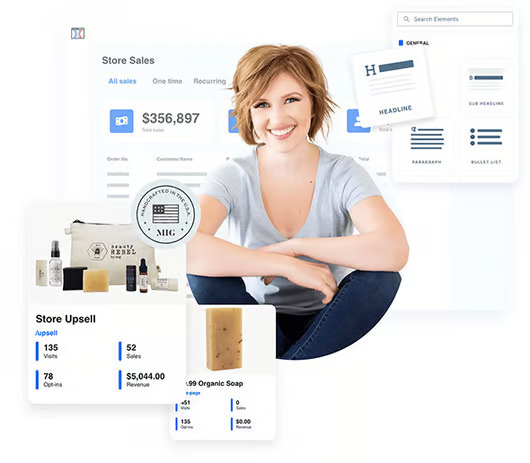 Search Elements
GENERAL
Store Sales
All sales One time Recurring
$356,897
Total sales
HEADLINE
SUB HEADLINE
PARAGRAPH
BULLET LIST
Order No Customer Name Total
HANDCRAFTED IN THE U.S.A.
MIG
beauty
REBEL
by mig
Store Upsell
/upsell
135
Visits
52
Sales
78
Opt-ins
$5,044.00
Revenue
.99 Organic Soap
page
451
Visits
0
Sales
135
Opt-ins
$0.00
Revenue